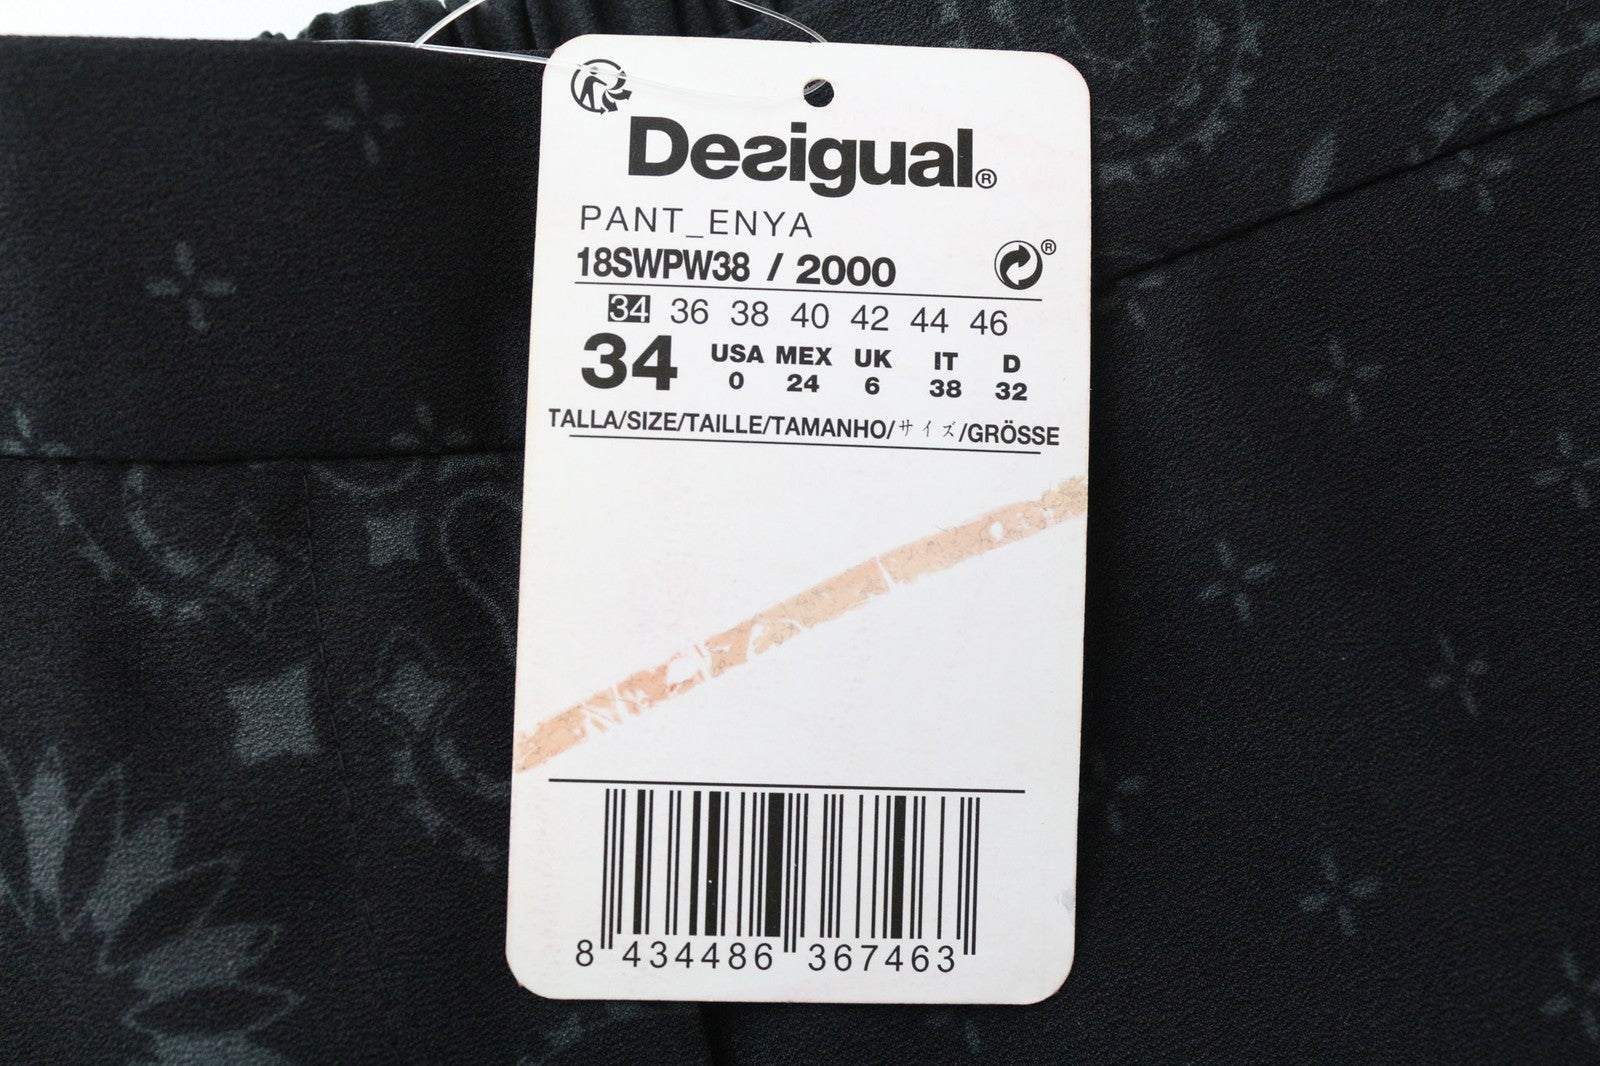 Desigual®
PANT_ENYA
18SWPW38 / 2000
®
34 36 38 40 42 44 46
34 USA MEX UK IT D
0 24 6 38 32
TALLA/SIZE/TAILLE/TAMANHO/サイズ/GRÖSSE
8 434486 367463